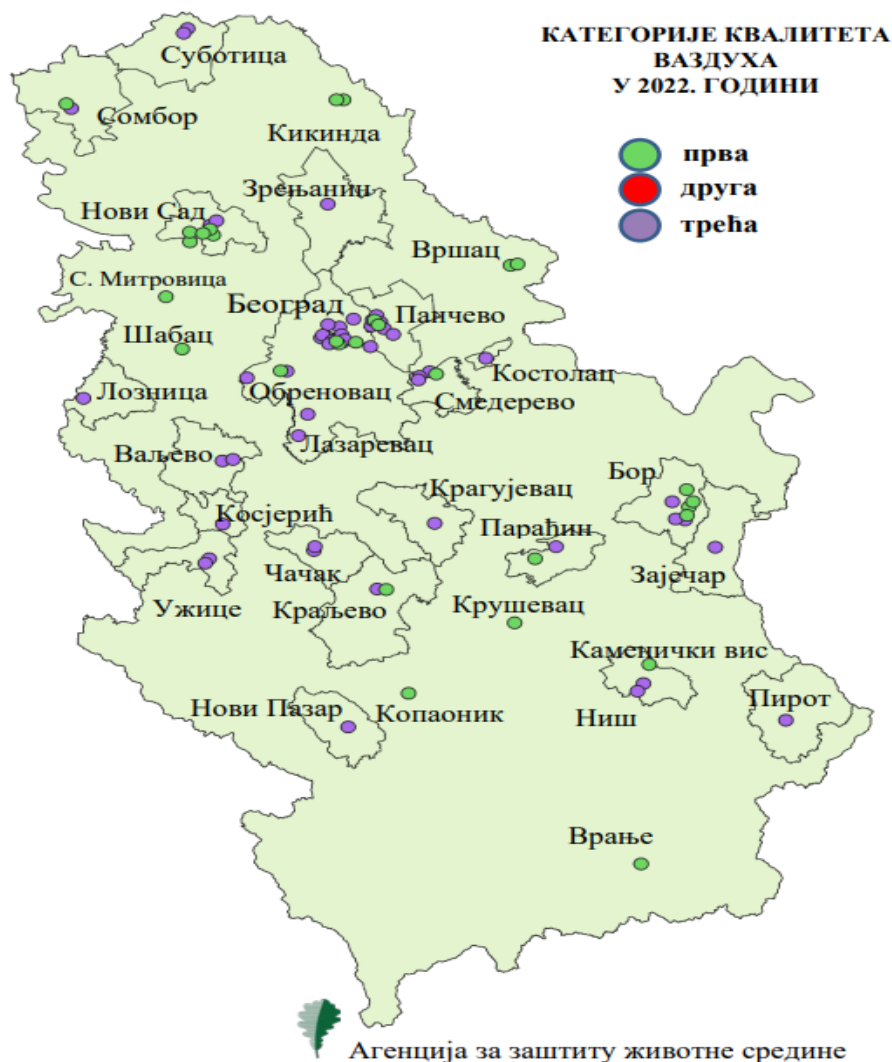 КАТЕГОРИЈЕ КВАЛИТЕТА
ВАЗДУХА
У 2022. ГОДИНИ
прва
друга
трећа
Суботица
Сомбор
Кикинда
Зрењанин
Нови Сад
Вршац
С. Митровица
Београд
Панчево
Шабац
Костолац
Лозница
Обреновац
Смедерево
Лазаревац
Ваљево
Бор
Крагујевац
Косјерић
Параћин
Чачак
Зајечар
Ужице
Краљево
Крушевац
Каменички вис
Нови Пазар
Копаоник
Ниш
Пирот
Врање
Агенција за заштиту животне средине